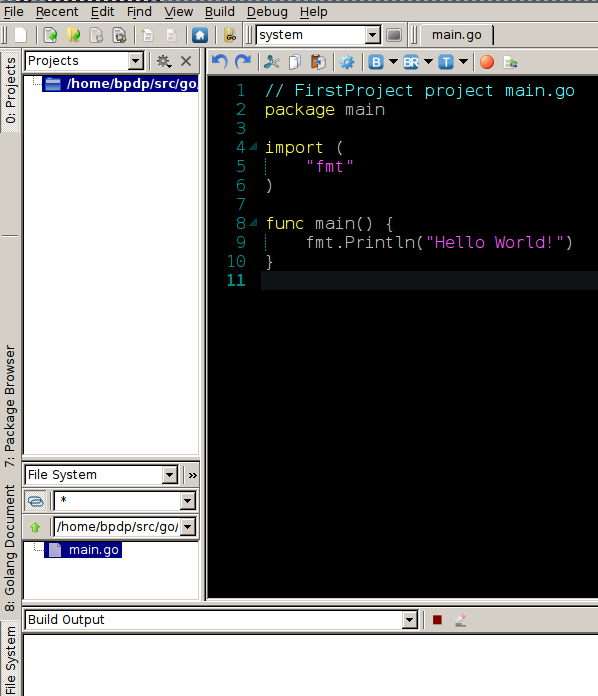 File Recent Edit Find View Build Debug Help
Go system main.go
0: Projects
Projects
/home/bpdp/src/go/
7: Package Browser
8: Golang Document
File System
File System
*
/home/bpdp/src/go/
main.go
B BR T
1 // FirstProject project main.go
2 package main
3
4 import (
5 "fmt"
6 )
7
8 func main() {
9 fmt.Println("Hello World!")
10 }
11
Build Output